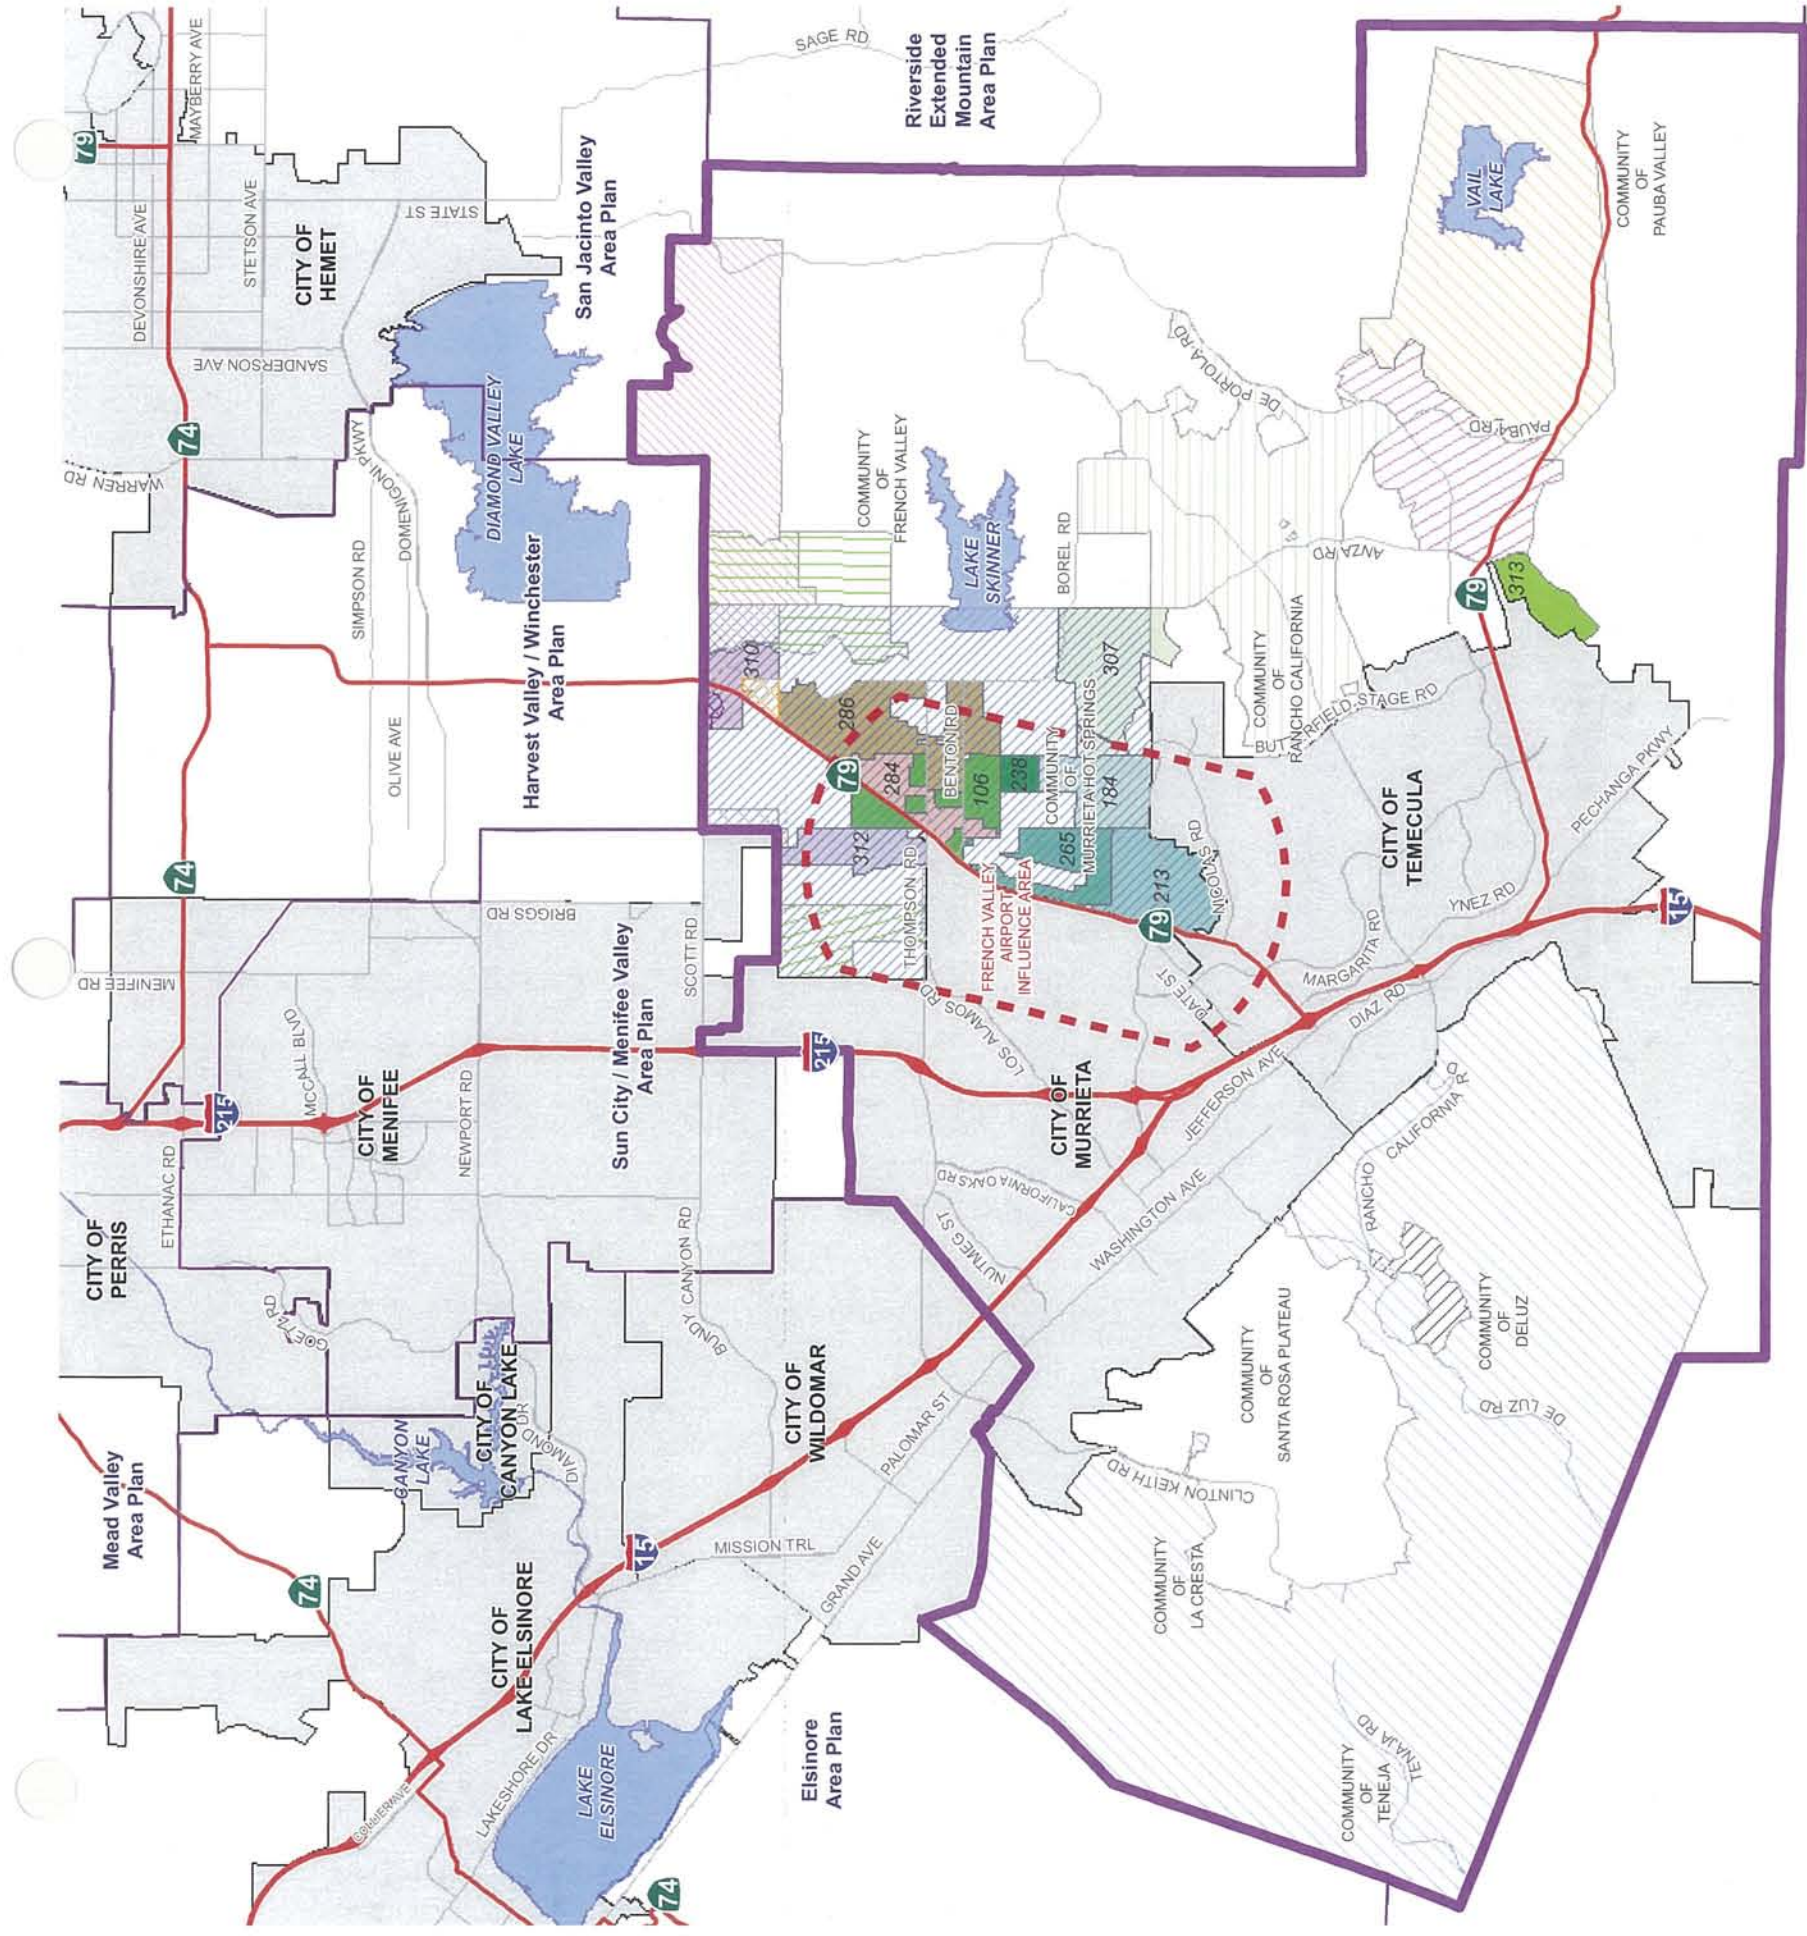 CITY OF
PERRIS
Mead Valley
Area Plan
ETHANAC RD
GOETZ RD
MCCALL BLVD
CITY OF
MENIFEE
NEWPORT RD
MENIFEE RD
BRIGGS RD
Sun City / Menifee Valley
Area Plan
SCOTT RD
BUNDY CANYON RD
CANYON
LAKE
CITY OF
CANYON LAKE
DIAMOND
DR
CITY OF
LAKE ELSINORE
COLLIER AVE
LAKESHORE DR
LAKE
ELSINORE
Elsinore
Area Plan
MISSION TRL
GRAND AVE
PALOMAR ST
CITY OF
WILDOMAR
74
74
74
74
74
215
215
15
15
79
79
79
79
DEVONSHIRE AVE
MAYBERRY AVE
STETSON AVE
CITY OF
HEMET
STATE ST
SANDERSON AVE
WARREN RD
SIMPSON RD
DOMENIGONI PKWY
OLIVE AVE
DIAMOND VALLEY
LAKE
Harvest Valley / Winchester
Area Plan
San Jacinto Valley
Area Plan
SAGE RD
Riverside
Extended
Mountain
Area Plan
COMMUNITY
OF
FRENCH VALLEY
LAKE
SKINNER
BOREL RD
310
286
284
312
106
238
265
184
213
307
313
BENTON RD
THOMPSON RD
COMMUNITY
OF
MURRIETA HOT SPRINGS
FRENCH VALLEY
AIRPORT
INFLUENCE AREA
LOS ALAMOS RD
DATE ST
NICOLAS RD
CITY OF
MURRIETA
CALIFORNIA OAKS RD
NUTMEG ST
JEFFERSON AVE
WASHINGTON AVE
DIAZ RD
MARGARITA RD
YNEZ RD
CITY OF
TEMECULA
BUTTERFIELD STAGE RD
PECHANGA PKWY
COMMUNITY
OF
RANCHO CALIFORNIA
ANZA RD
DE PORTOLA RD
PAUBA RD
VAIL
LAKE
COMMUNITY
OF
PAUBA VALLEY
RANCHO
CALIFORNIA
RD
COMMUNITY
OF
SANTA ROSA PLATEAU
COMMUNITY
OF
DELUZ
DE LUZ RD
CLINTON KEITH RD
COMMUNITY
OF
LA CRESTA
COMMUNITY
OF
TENEJA
TENAJA RD